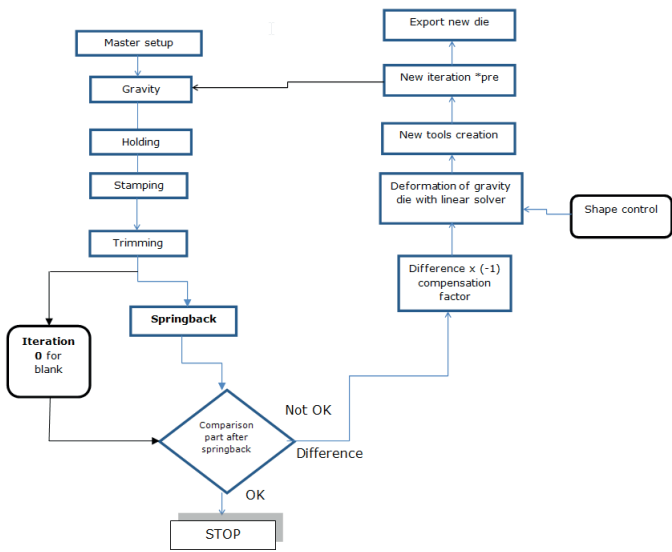 Master setup
Gravity
Holding
Stamping
Trimming
Springback
Iteration
0 for
blank
Comparison
part after
springback
OK
STOP
Not OK
Difference
Difference x (-1)
compensation
factor
Deformation of gravity
die with linear solver
Shape control
New tools creation
New iteration *pre
Export new die